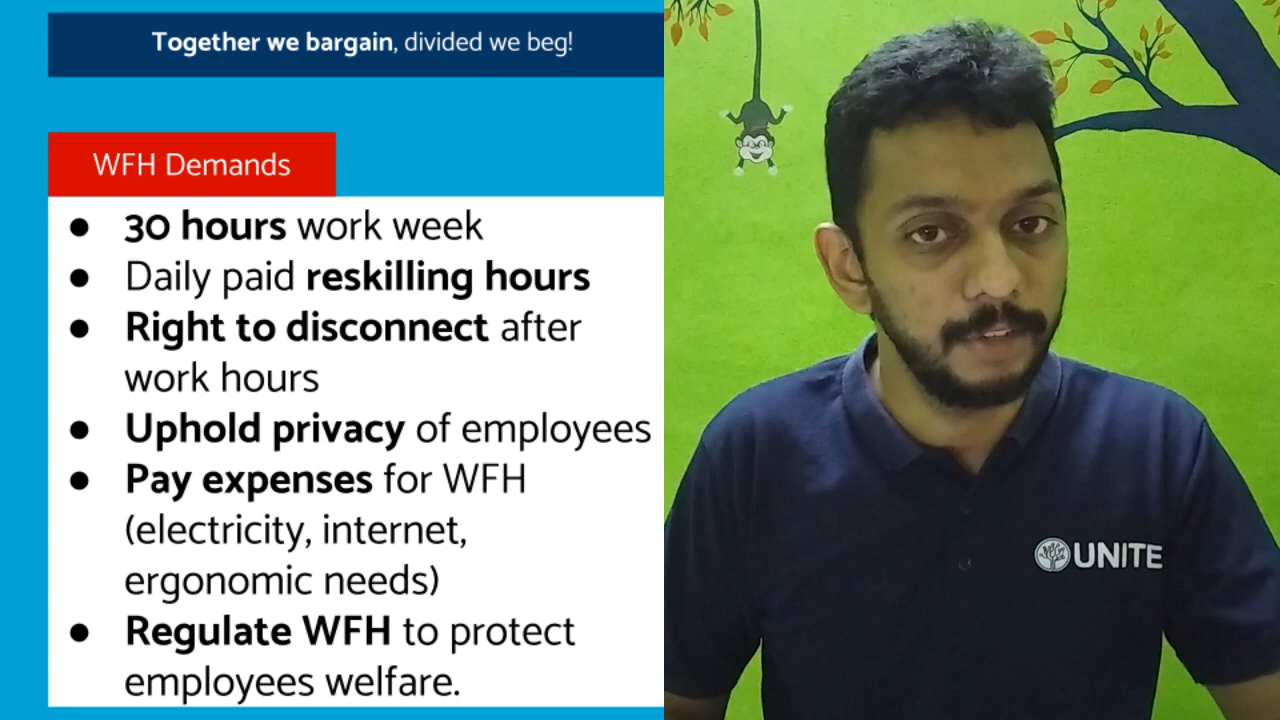 Together we bargain, divided we beg!
WFH Demands
● 30 hours work week
● Daily paid reskilling hours
● Right to disconnect after
work hours
● Uphold privacy of employees
● Pay expenses for WFH
(electricity, internet,
ergonomic needs)
● Regulate WFH to protect
employees welfare.
UNITE